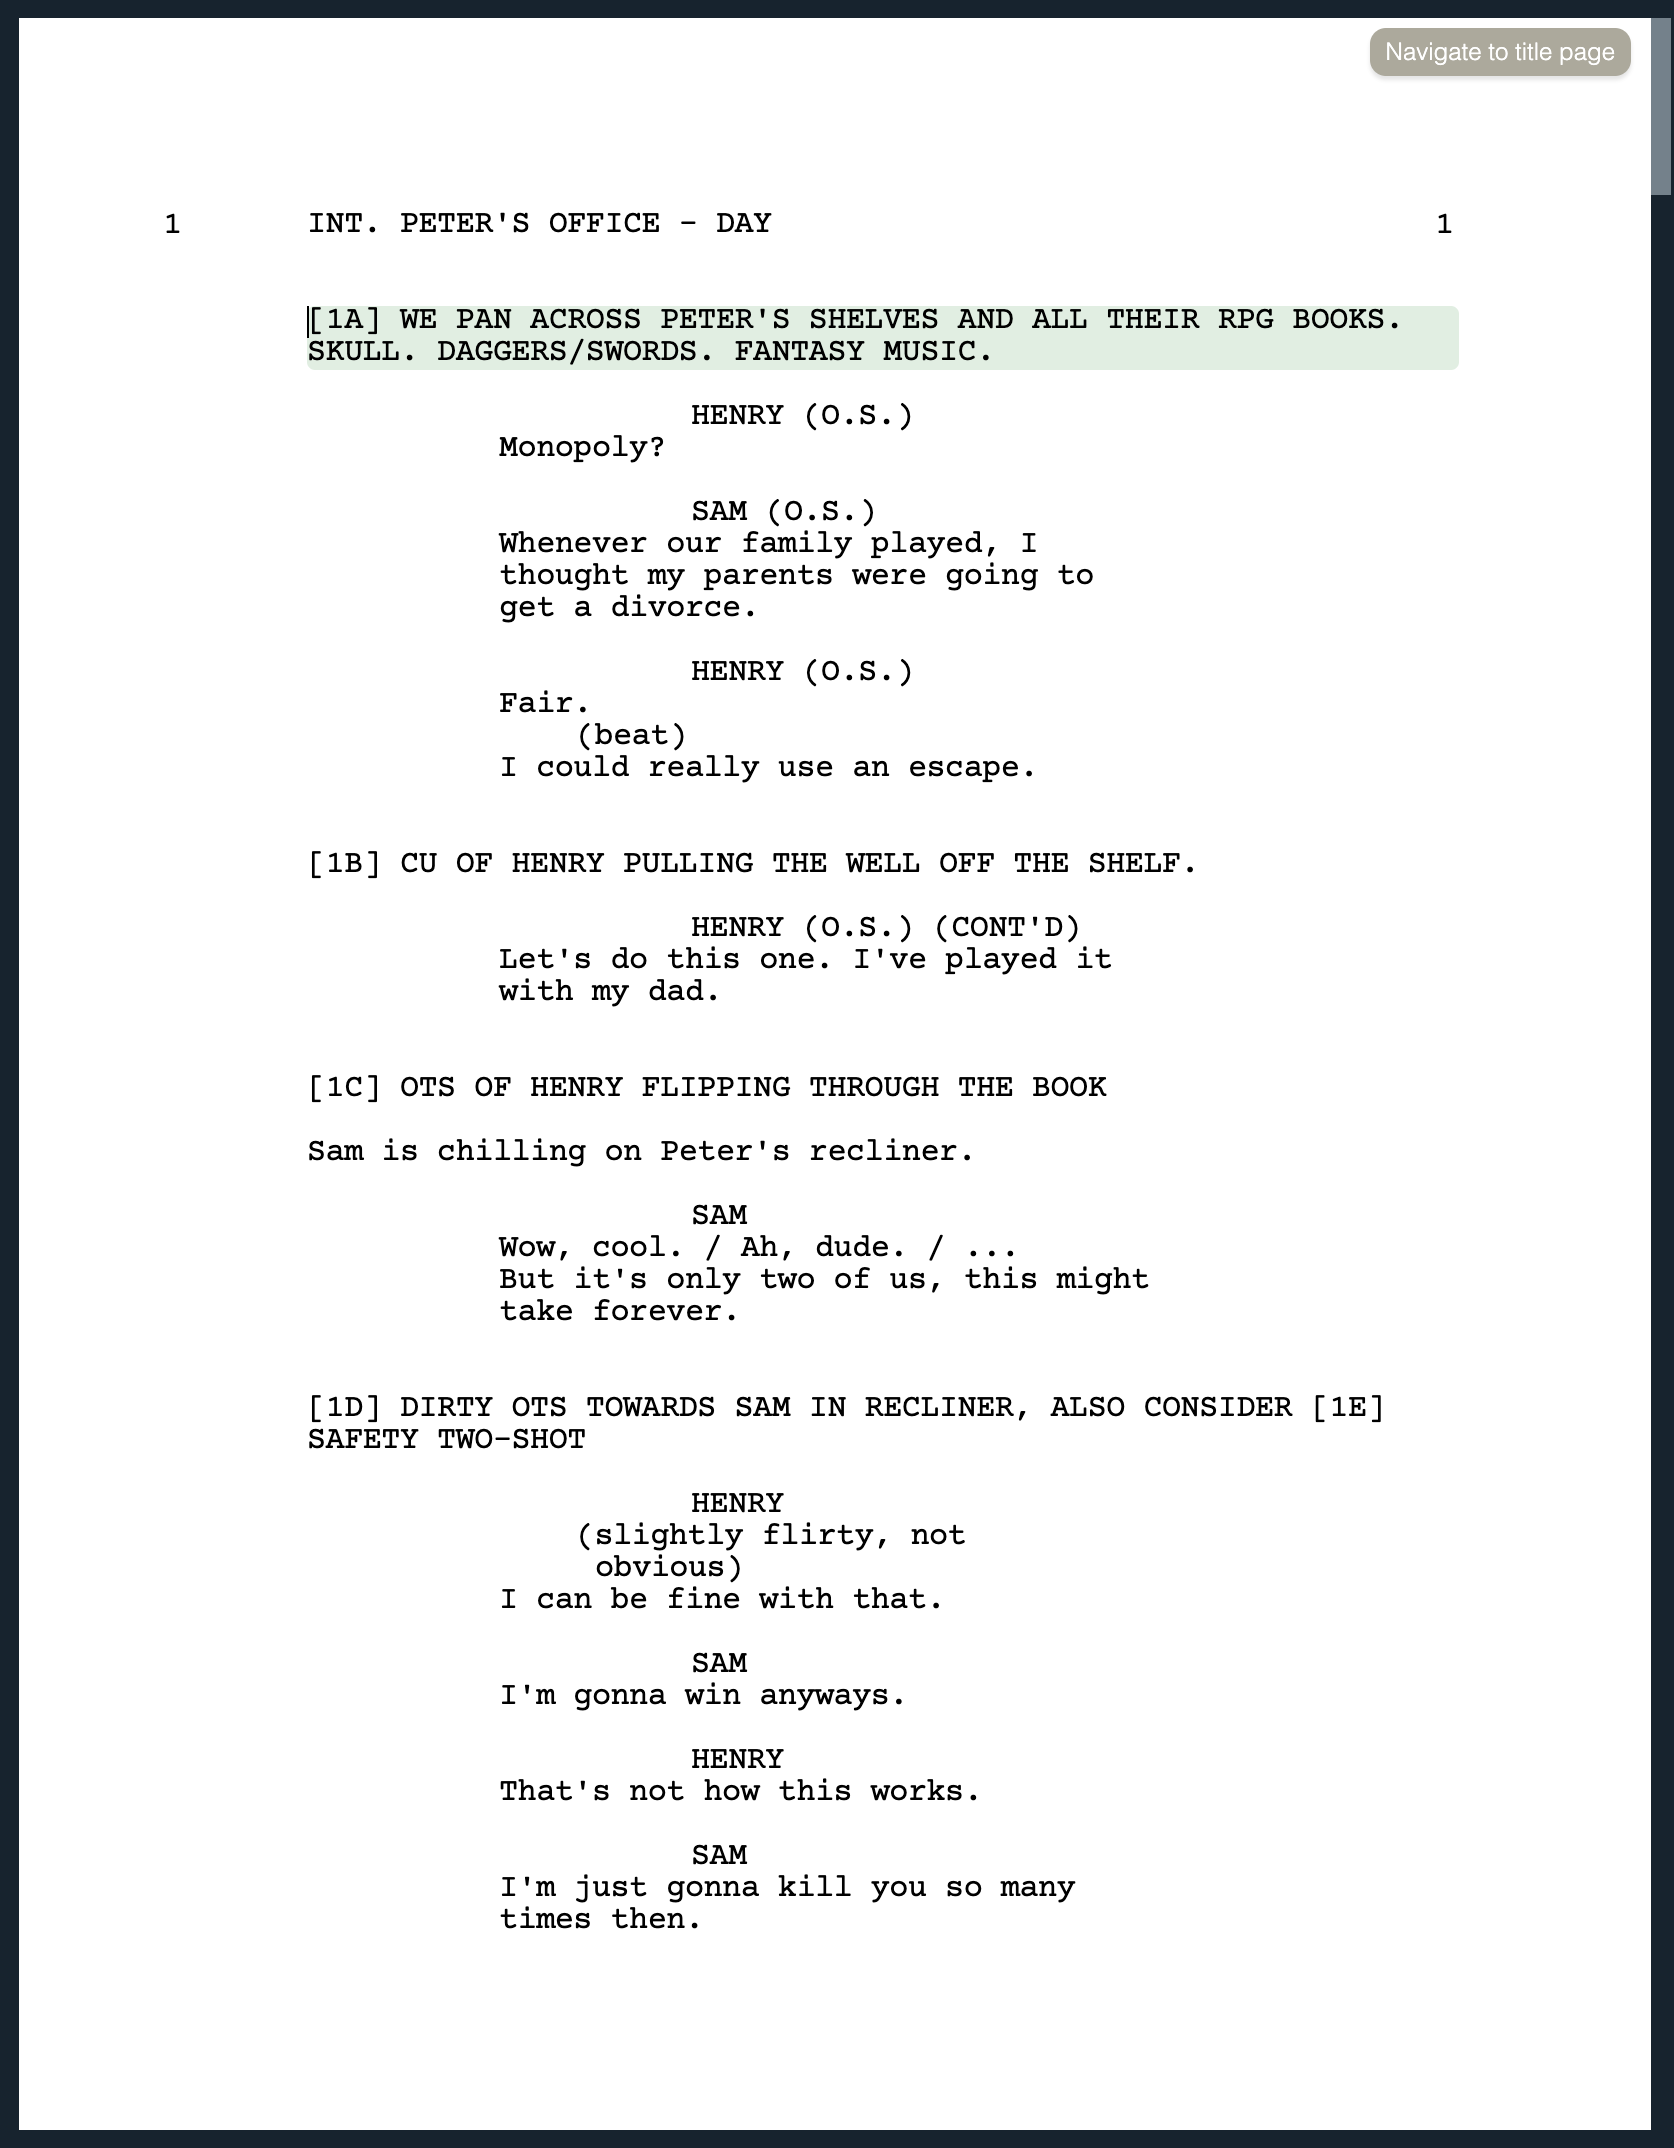 Navigate to title page
1 INT. PETER'S OFFICE - DAY 1
[1A] WE PAN ACROSS PETER'S SHELVES AND ALL THEIR RPG BOOKS.
SKULL. DAGGERS/SWORDS. FANTASY MUSIC.
HENRY (O.S.)
Monopoly?
SAM (O.S.)
Whenever our family played, I
thought my parents were going to
get a divorce.
HENRY (O.S.)
Fair.
(beat)
I could really use an escape.
[1B] CU OF HENRY PULLING THE WELL OFF THE SHELF.
HENRY (O.S.) (CONT'D)
Let's do this one. I've played it
with my dad.
[1C] OTS OF HENRY FLIPPING THROUGH THE BOOK
Sam is chilling on Peter's recliner.
SAM
Wow, cool. / Ah, dude. / ...
But it's only two of us, this might
take forever.
[1D] DIRTY OTS TOWARDS SAM IN RECLINER, ALSO CONSIDER [1E]
SAFETY TWO-SHOT
HENRY
(slightly flirty, not
obvious)
I can be fine with that.
SAM
I'm gonna win anyways.
HENRY
That's not how this works.
SAM
I'm just gonna kill you so many
times then.